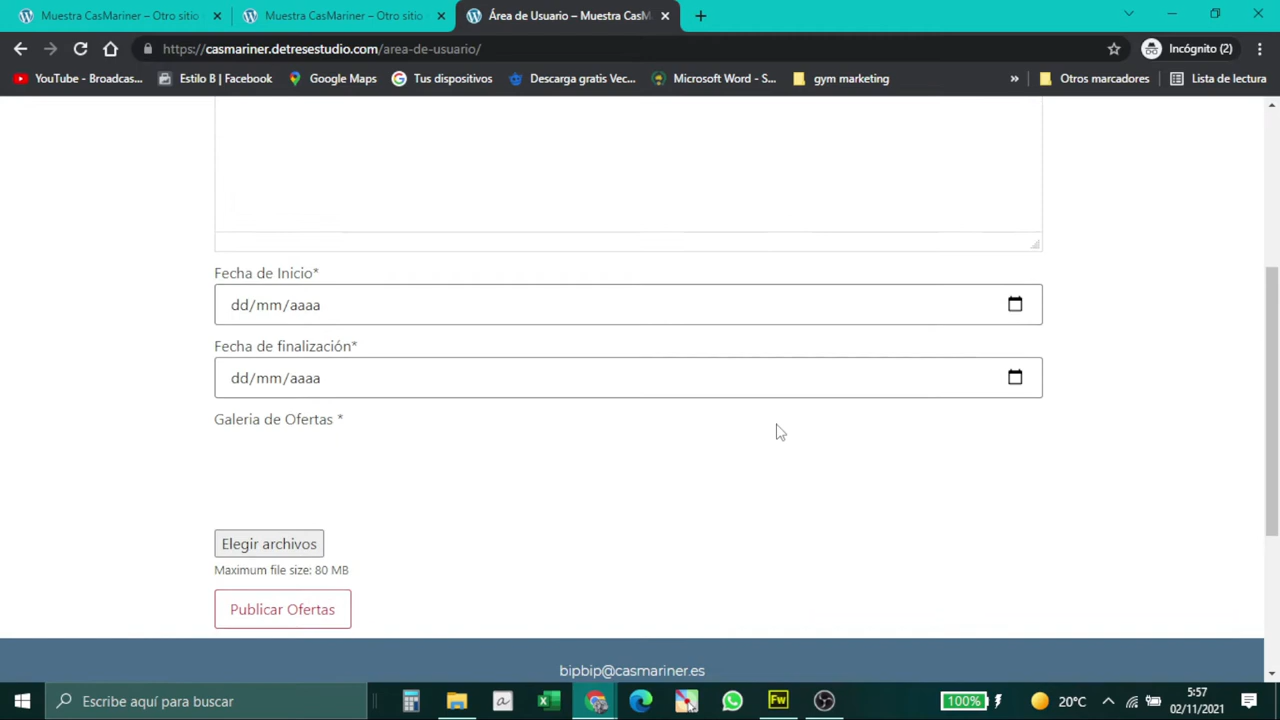 Muestra CasMariner – Otro sitio
Muestra CasMariner – Otro sitio
Área de Usuario – Muestra CasM
https://casmariner.detresestudio.com/area-de-usuario/
Incógnito (2)
YouTube - Broadcas...
Estilo B | Facebook
Google Maps
Tus dispositivos
Descarga gratis Vec...
Microsoft Word - S...
gym marketing
»
Otros marcadores
Lista de lectura
Fecha de Inicio*
dd/mm/aaaa
Fecha de finalización*
dd/mm/aaaa
Galeria de Ofertas *
Elegir archivos
Maximum file size: 80 MB
Publicar Ofertas
bipbip@casmariner.es
Escribe aquí para buscar
Fw
100%
20°C
5:57
02/11/2021